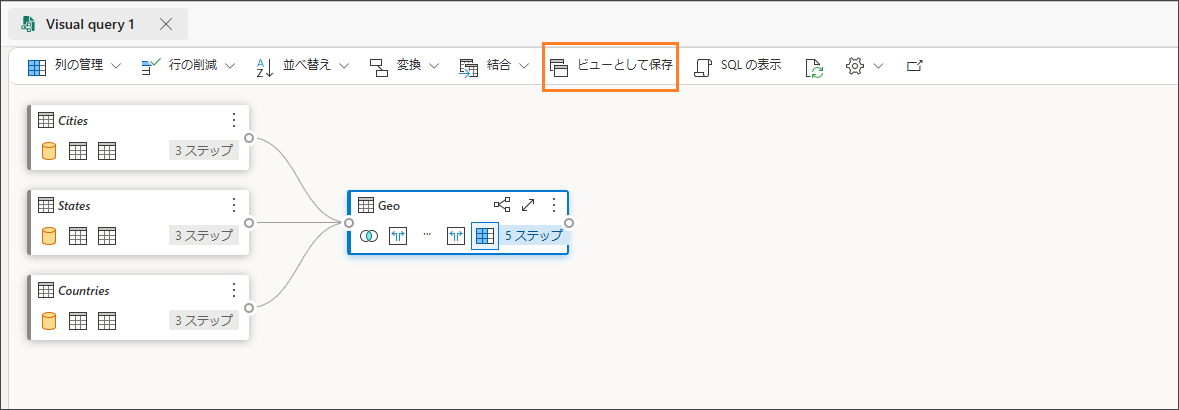 Visual query 1
列の管理 行の削減 並べ替え 変換 結合 ビューとして保存 SQL の表示
Cities
3 ステップ
States
3 ステップ
Countries
3 ステップ
Geo
5 ステップ